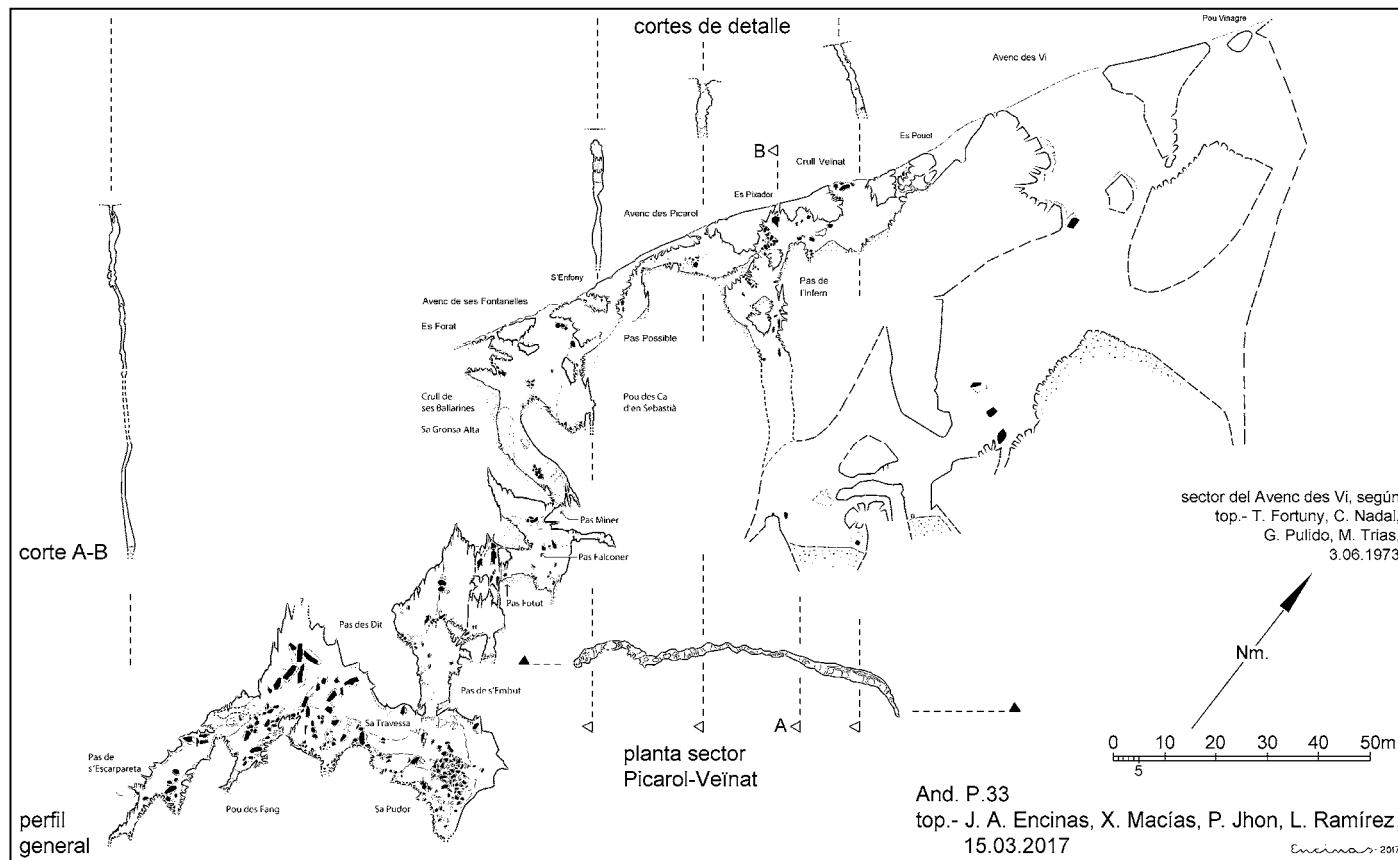 cortes de detalle
Pou Vinagre
Avenc des Vi
Es Pouet
B
Crull Veïnat
Es Pixador
Avenc des Picarol
S'Enfony
Avenc de ses Fontanelles
Es Forat
Pas de
l'Infern
Pas Possible
Crull de
ses Ballarines
Pou des Ca
d'en Sebastià
Sa Gronsa Alta
Pas Miner
Pas Falconer
Pas Fotut
sector del Avenc des Vi, según
top.- T. Fortuny, C. Nadal,
G. Pulido, M. Trias,
3.06.1973
corte A-B
?
Pas des Dit
Nm.
Pas de s'Embut
Sa Travessa
A
Pas de
s'Escarpareta
planta sector
Picarol-Veïnat
0 10 20 30 40 50m
5
Pou des Fang
Sa Pudor
perfil
general
And. P.33
top.- J. A. Encinas, X. Macías, P. Jhon, L. Ramírez
15.03.2017
Encinas - 2017